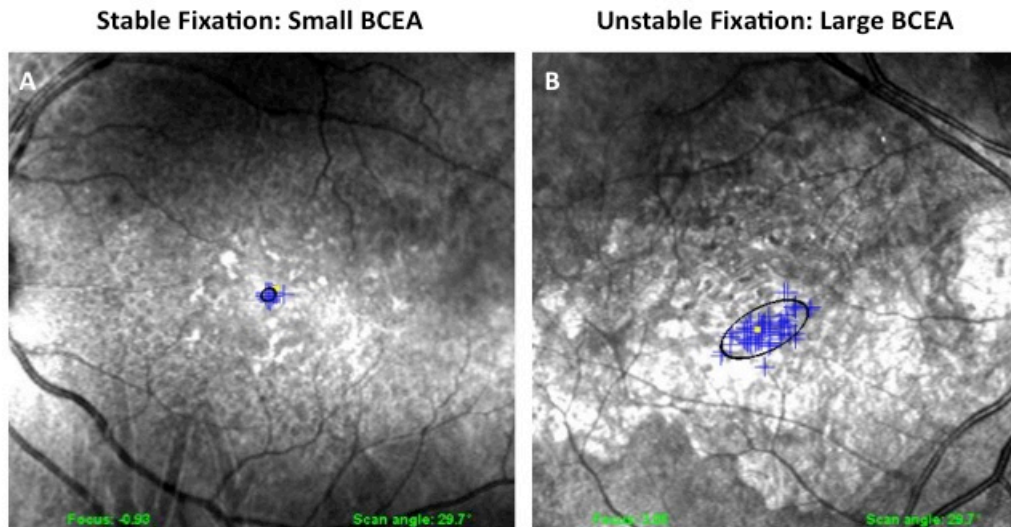 Stable Fixation: Small BCEA
Unstable Fixation: Large BCEA
A
B
Focus: -0.93
Scan angle: 29.7°
Focus:
Scan angle: 29.7°